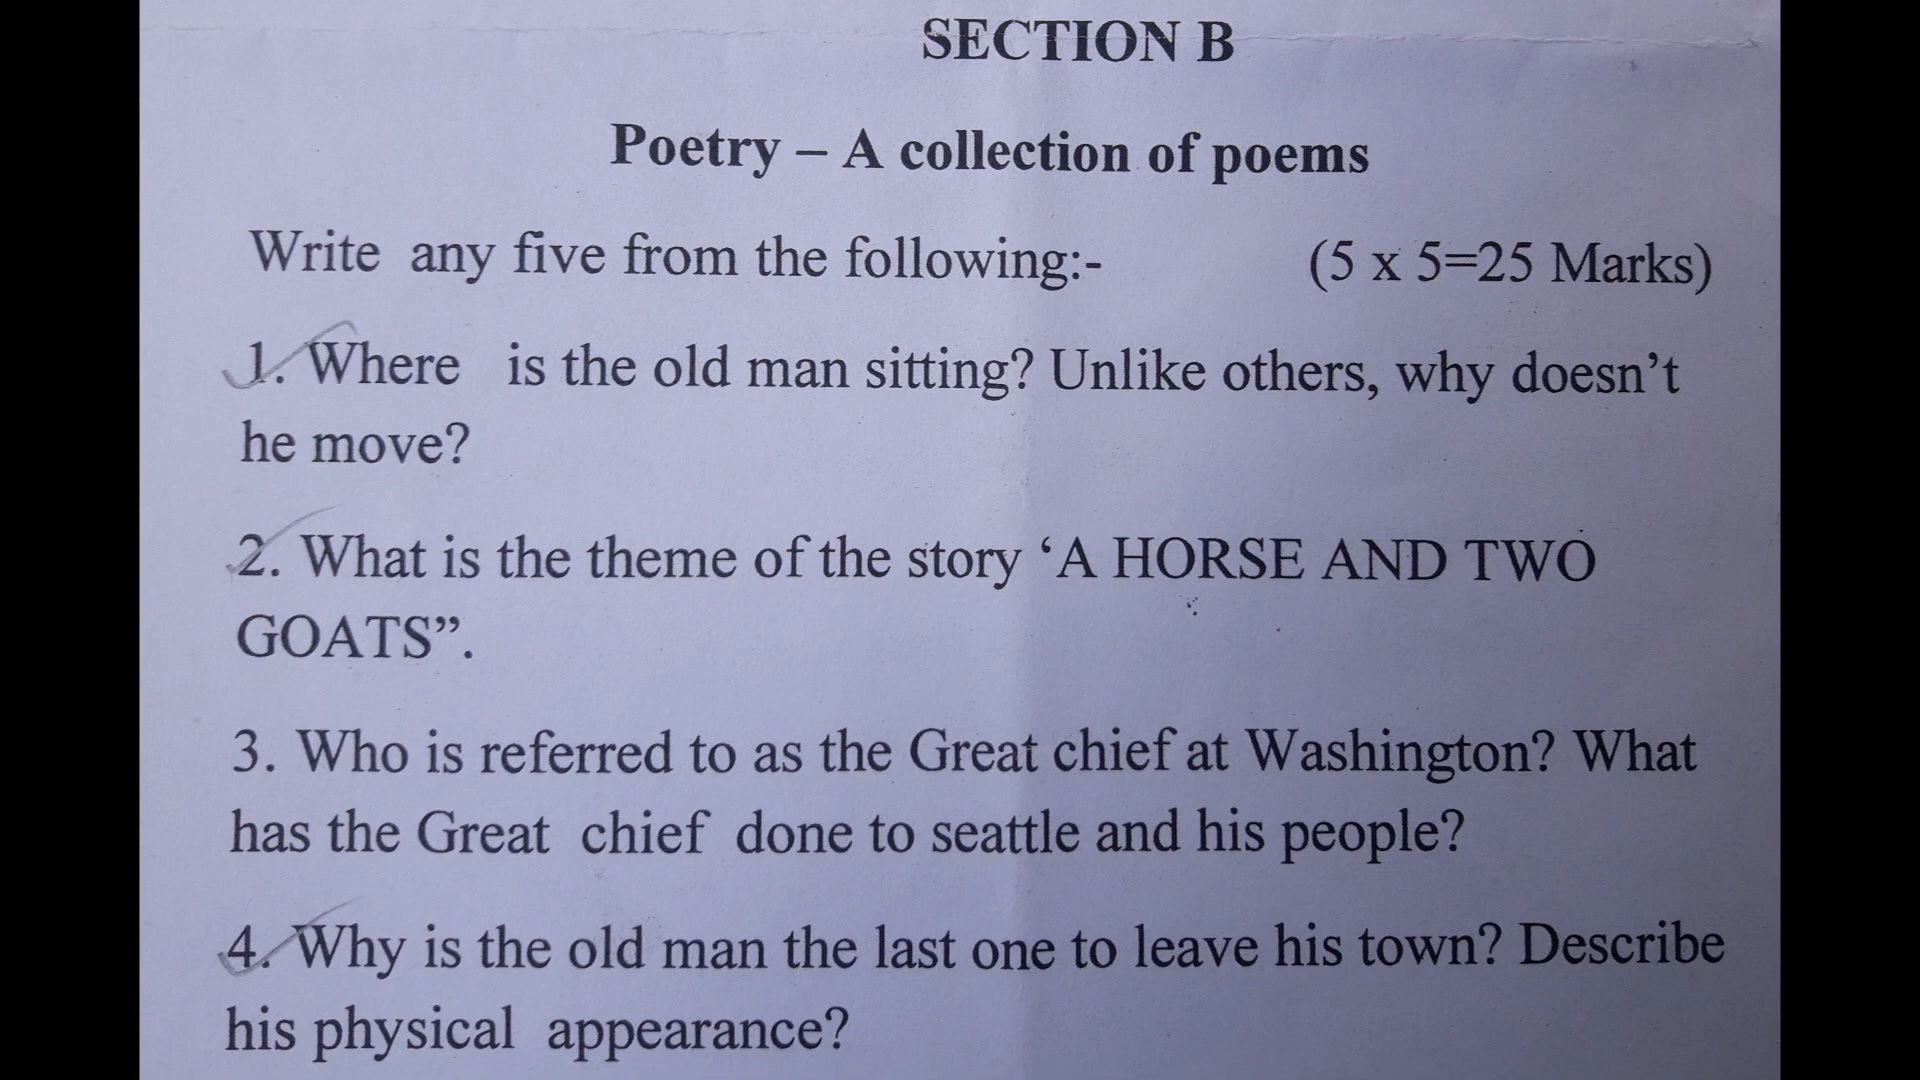 SECTION B
Poetry – A collection of poems
Write any five from the following:- (5 x 5=25 Marks)
1. Where is the old man sitting? Unlike others, why doesn’t
he move?
2. What is the theme of the story ‘A HORSE AND TWO
GOATS”.
3. Who is referred to as the Great chief at Washington? What
has the Great chief done to seattle and his people?
4. Why is the old man the last one to leave his town? Describe
his physical appearance?